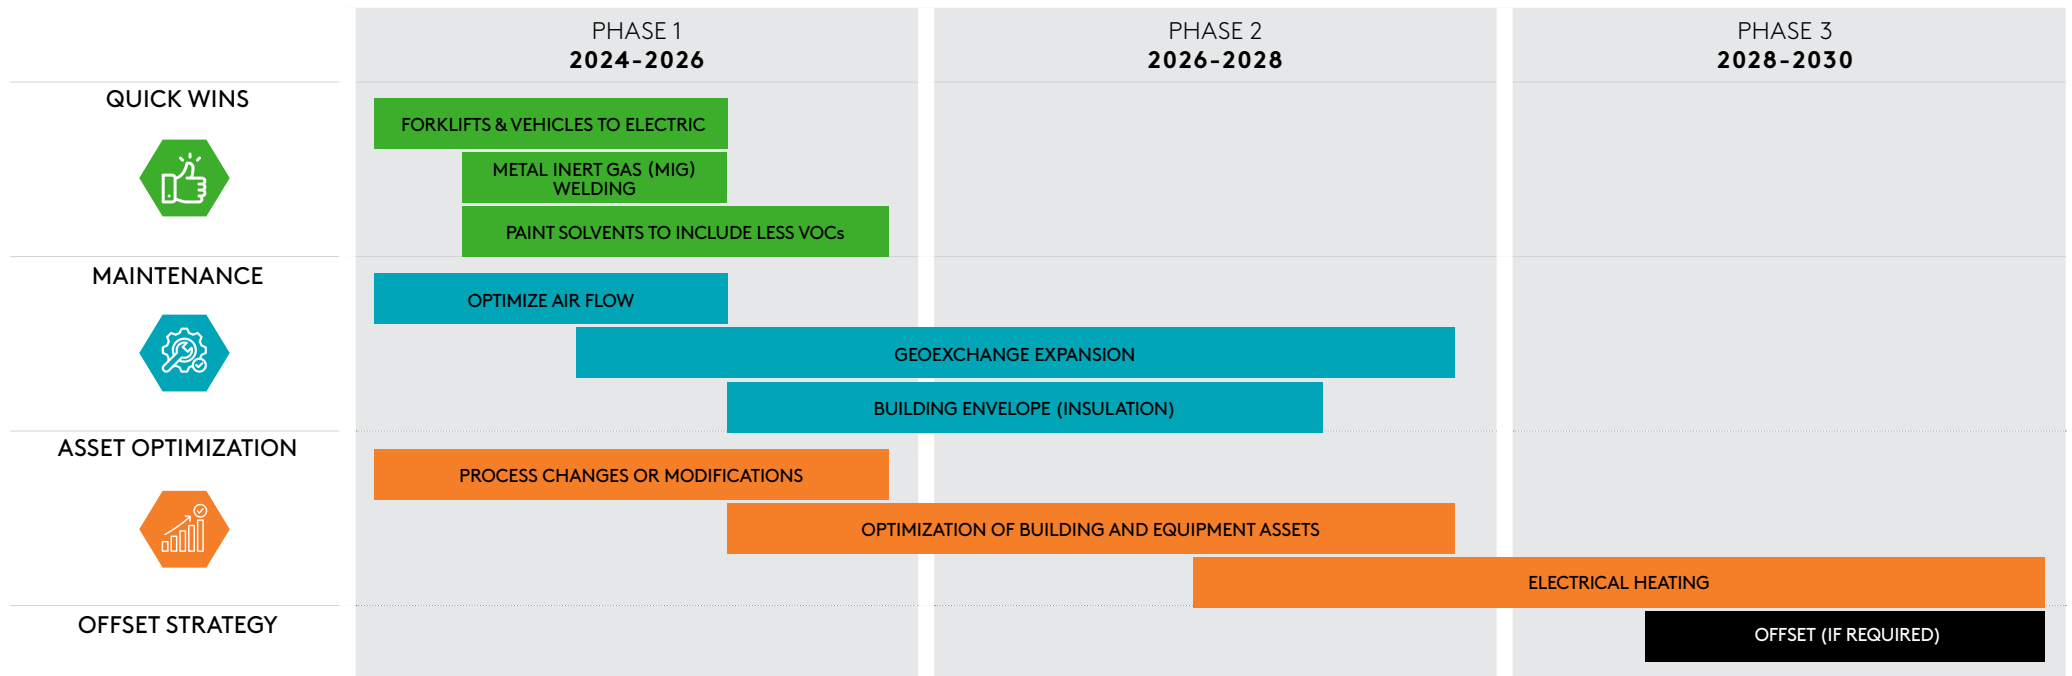 PHASE 1
2024-2026
PHASE 2
2026-2028
PHASE 3
2028-2030
QUICK WINS
FORKLIFTS & VEHICLES TO ELECTRIC
METAL INERT GAS (MIG)
WELDING
PAINT SOLVENTS TO INCLUDE LESS VOCs
MAINTENANCE
OPTIMIZE AIR FLOW
GEOEXCHANGE EXPANSION
BUILDING ENVELOPE (INSULATION)
ASSET OPTIMIZATION
PROCESS CHANGES OR MODIFICATIONS
OPTIMIZATION OF BUILDING AND EQUIPMENT ASSETS
ELECTRICAL HEATING
OFFSET STRATEGY
OFFSET (IF REQUIRED)